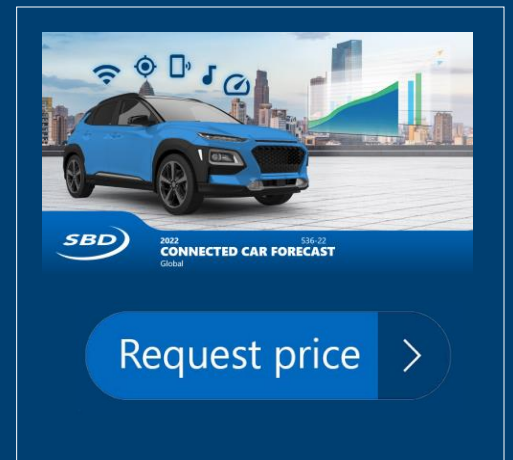 SBD
2022 536-22
CONNECTED CAR FORECAST
Global
Request price